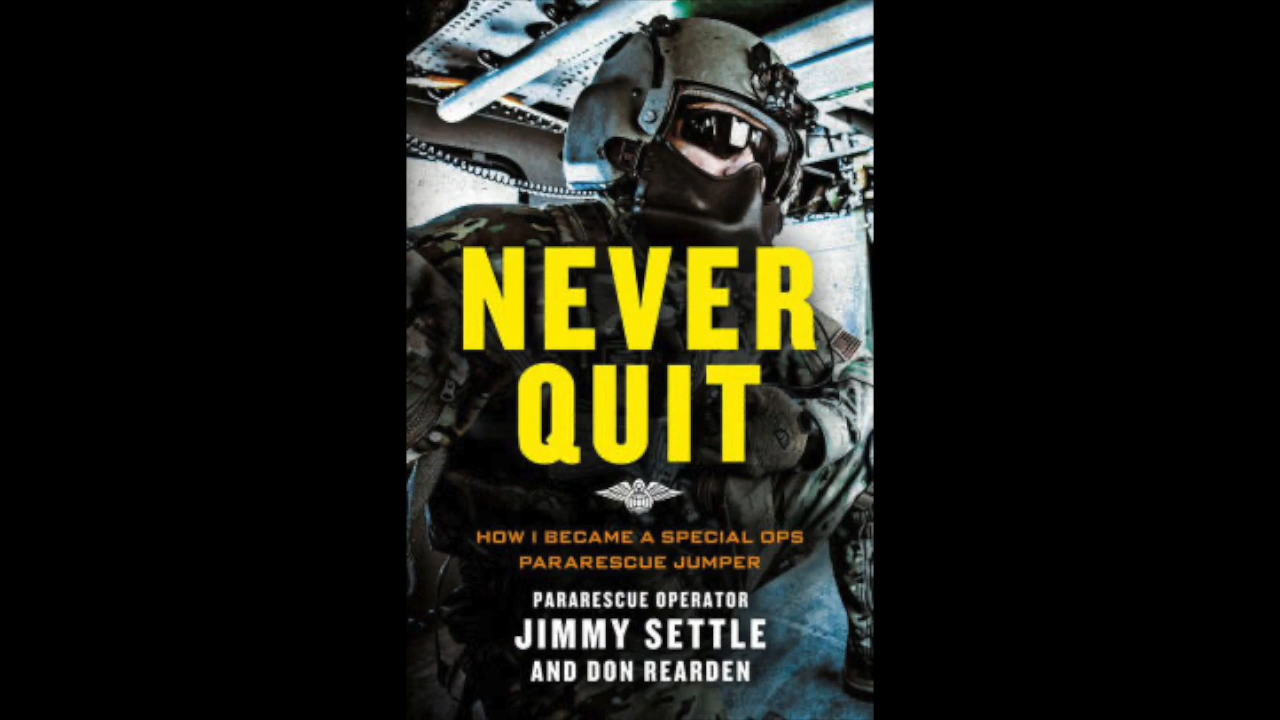 NEVER
QUIT
HOW I BECAME A SPECIAL OPS
PARARESCUE JUMPER
PARARESCUE OPERATOR
JIMMY SETTLE
AND DON REARDEN